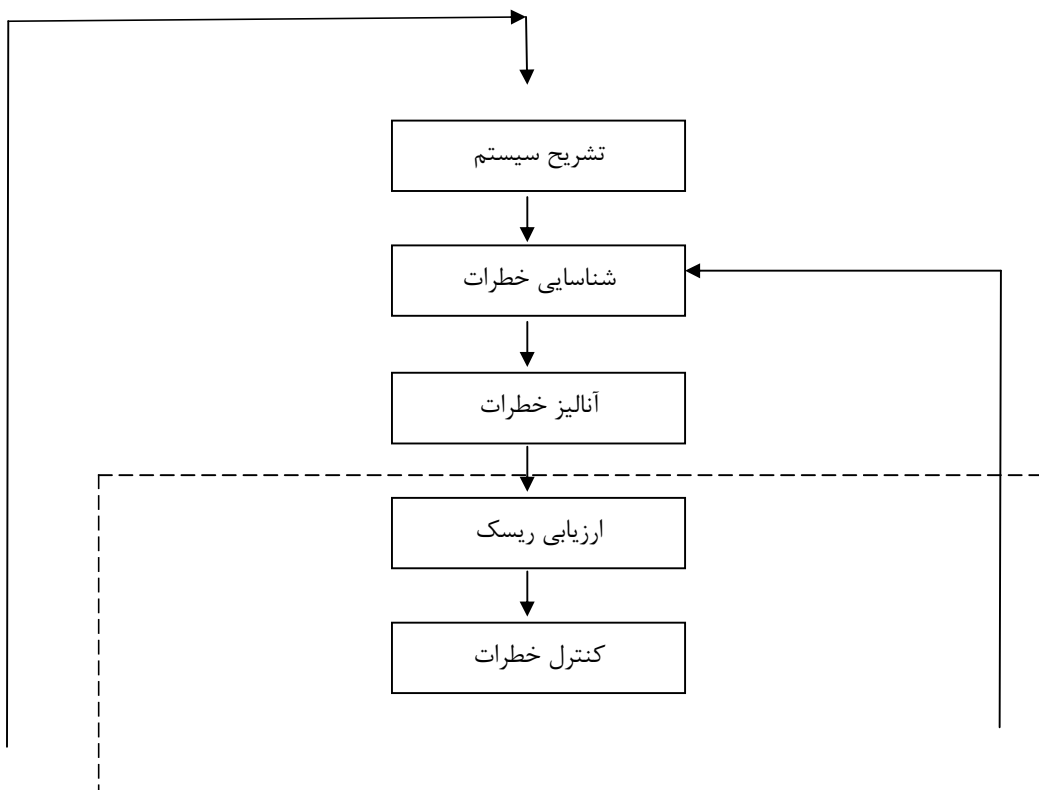 تشریح سیستم
شناسایی خطرات
آنالیز خطرات
ارزیابی ریسک
کنترل خطرات